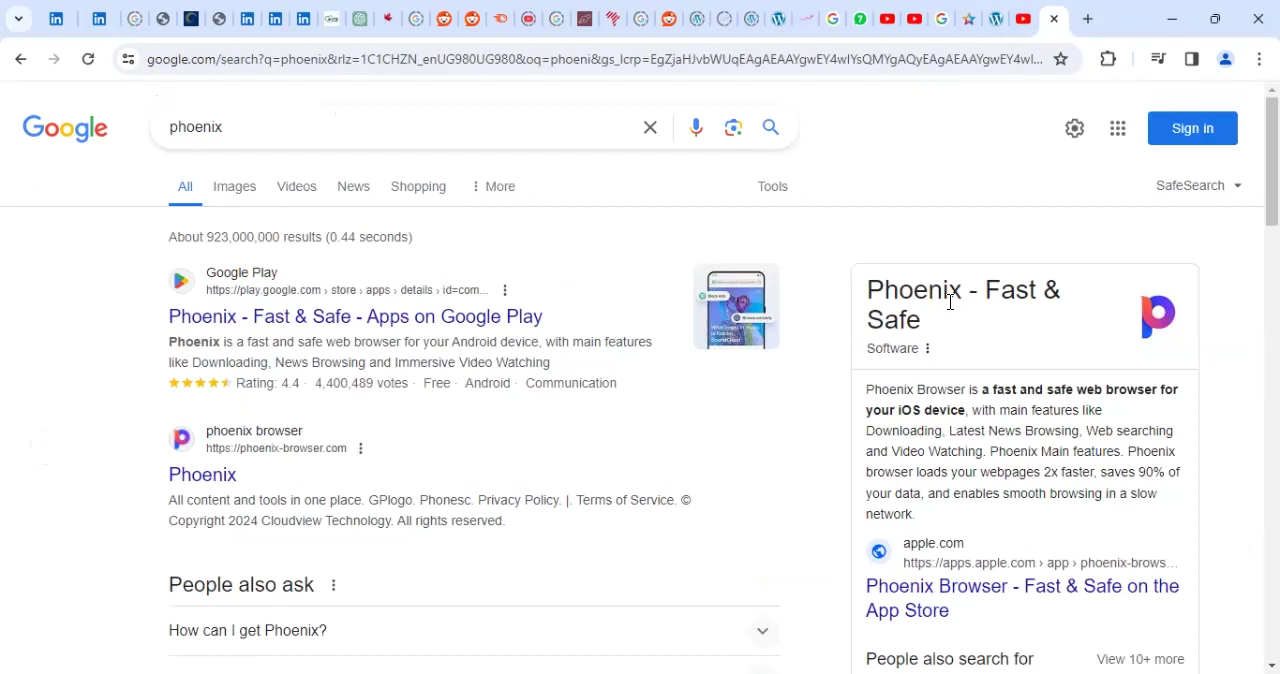 google.com/search?q=phoenix&rlz=1C1CHZN_enUG980UG980&oq=phoeni&gs_lcrp=EgZjaHJvbWUqEAgAEAAYgwEY4wIYsQMYgAQyEAgAEAAYgwEY4wI...
Google
phoenix
Sign in
All Images Videos News Shopping More Tools SafeSearch
About 923,000,000 results (0.44 seconds)
Google Play
https://play.google.com › store › apps › details › id=com...
Phoenix - Fast & Safe - Apps on Google Play
Phoenix is a fast and safe web browser for your Android device, with main features
like Downloading, News Browsing and Immersive Video Watching
Rating: 4.4 · 4,400,489 votes · Free · Android · Communication
phoenix browser
https://phoenix-browser.com
Phoenix
All content and tools in one place. GPlogo. Phonesc. Privacy Policy. |. Terms of Service. ©
Copyright 2024 Cloudview Technology. All rights reserved.
People also ask
How can I get Phoenix?
Phoenix - Fast &
Safe
Software
Phoenix Browser is a fast and safe web browser for
your iOS device, with main features like
Downloading, Latest News Browsing, Web searching
and Video Watching. Phoenix Main features. Phoenix
browser loads your webpages 2x faster, saves 90% of
your data, and enables smooth browsing in a slow
network.
apple.com
https://apps.apple.com › app › phoenix-brows...
Phoenix Browser - Fast & Safe on the
App Store
People also search for View 10+ more